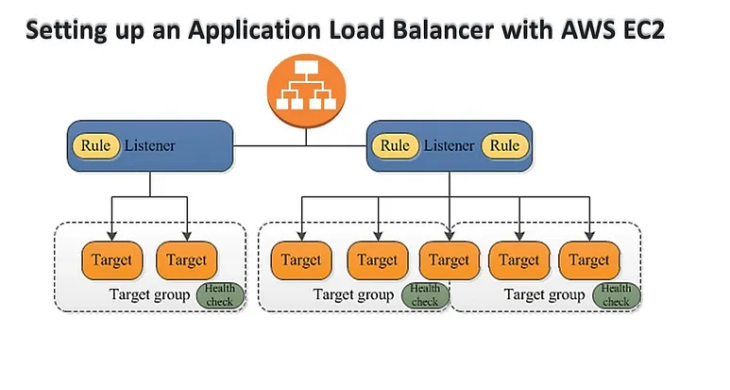 Setting up an Application Load Balancer with AWS EC2
Rule Listener
Rule Listener Rule
Target Target
Target Target Target Target Target
Target group Health check
Target group Health check
Target group Health check